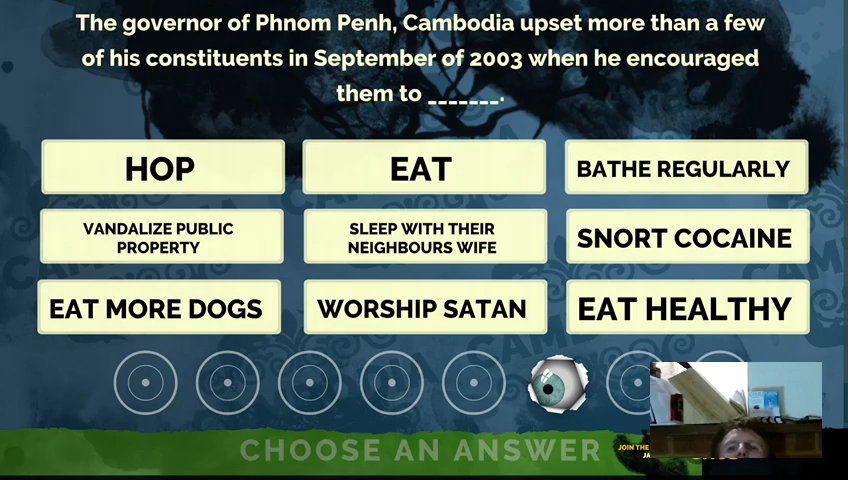 The governor of Phnom Penh, Cambodia upset more than a few
of his constituents in September of 2003 when he encouraged
them to _______.
HOP
EAT
BATHE REGULARLY
VANDALIZE PUBLIC
PROPERTY
SLEEP WITH THEIR
NEIGHBOURS WIFE
SNORT COCAINE
EAT MORE DOGS
WORSHIP SATAN
EAT HEALTHY
CHOOSE AN ANSWER
JOIN THE